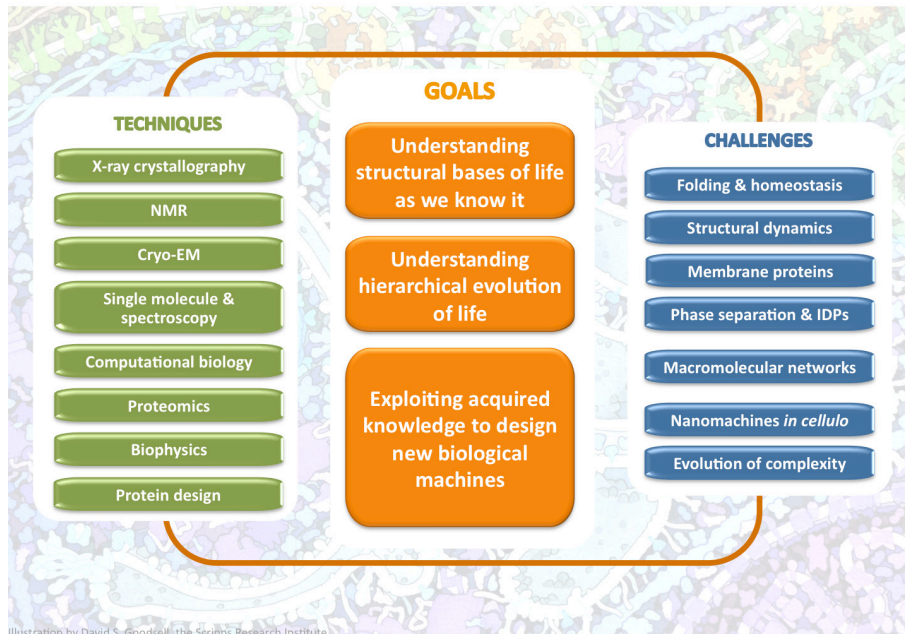 GOALS
TECHNIQUES
CHALLENGES
X-ray crystallography
NMR
Cryo-EM
Single molecule &
spectroscopy
Computational biology
Proteomics
Biophysics
Protein design
Understanding
structural bases of life
as we know it
Understanding
hierarchical evolution
of life
Exploiting acquired
knowledge to design
new biological
machines
Folding & homeostasis
Structural dynamics
Membrane proteins
Phase separation & IDPs
Macromolecular networks
Nanomachines in cellulo
Evolution of complexity
Illustration by David S. Goodsell, the Scripps Research Institute